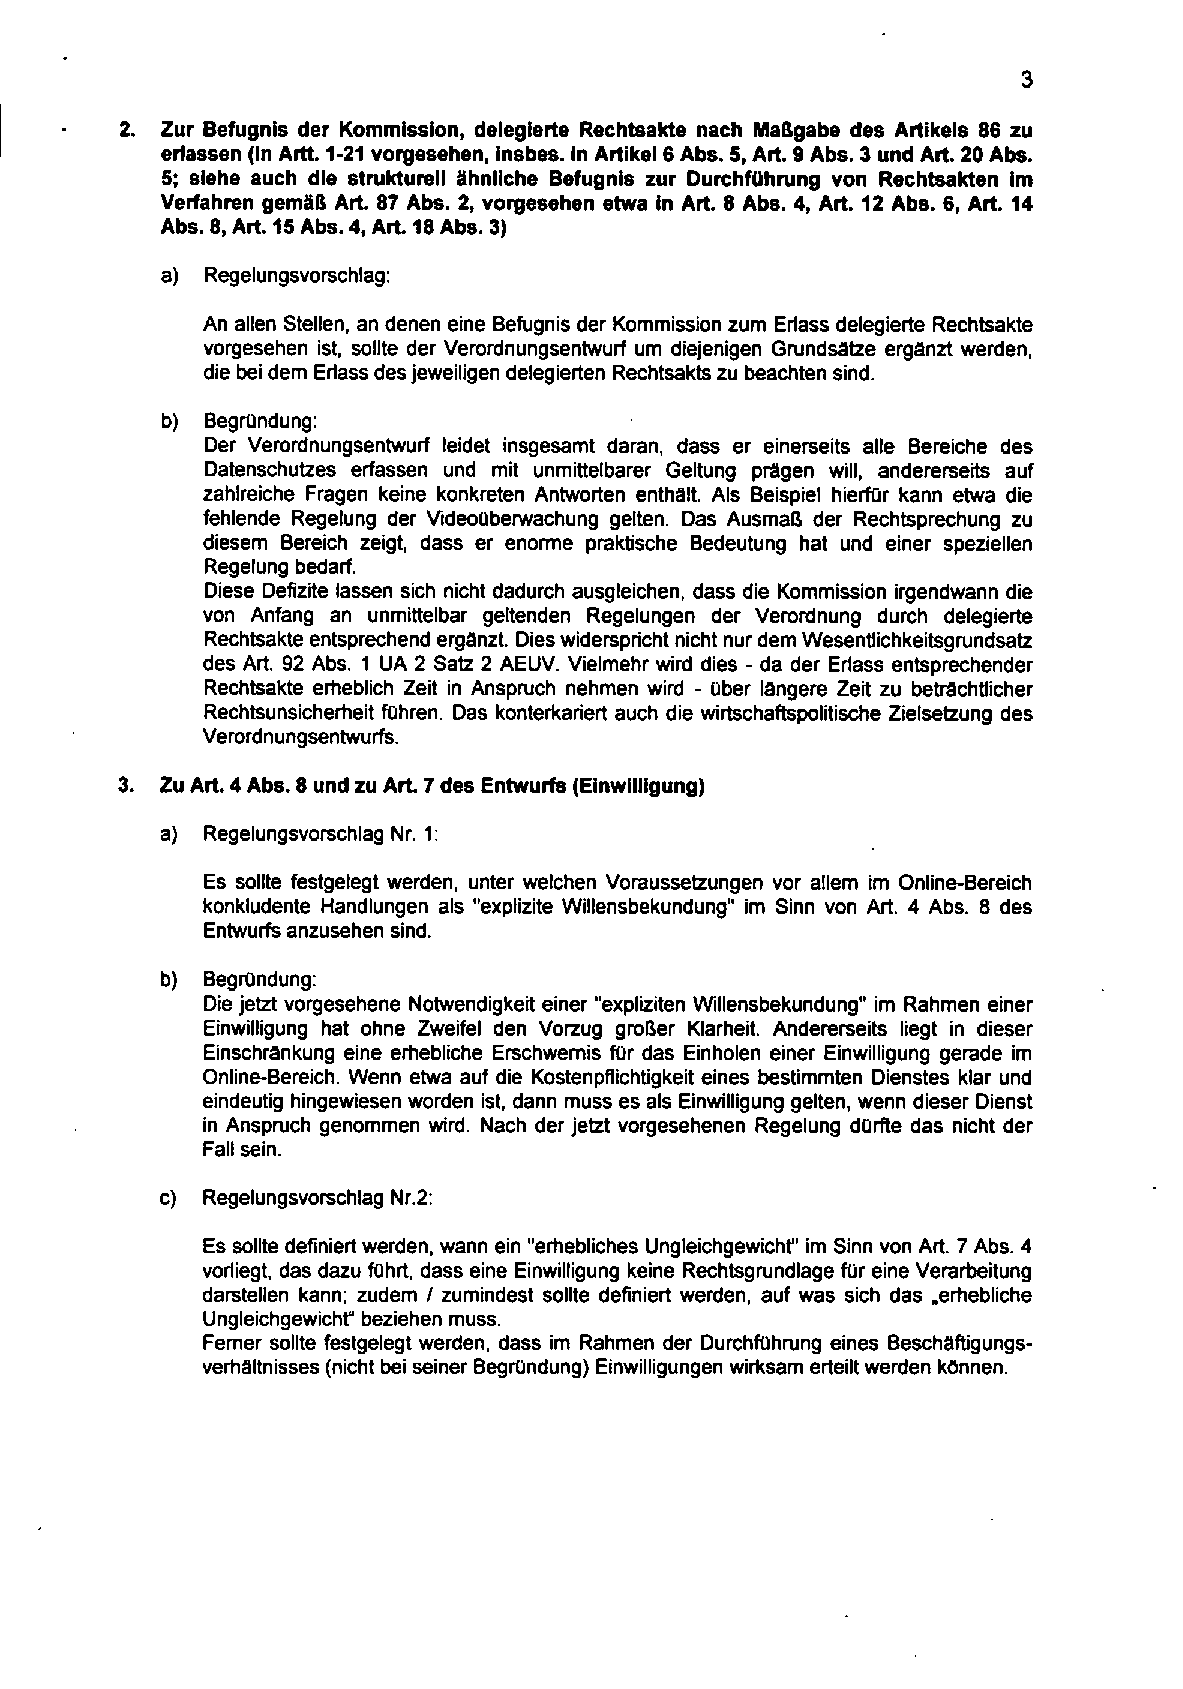 3
2. Zur Befugnis der Kommission, delegierte Rechtsakte nach Maßgabe des Artikels 86 zu
erlassen (In Artt. 1-21 vorgesehen, insbes. in Artikel 6 Abs. 5, Art. 9 Abs. 3 und Art. 20 Abs.
5; siehe auch die strukturell ähnliche Befugnis zur Durchführung von Rechtsakten im
Verfahren gemäß Art. 87 Abs. 2, vorgesehen etwa in Art. 8 Abs. 4, Art. 12 Abs. 6, Art. 14
Abs. 8, Art. 15 Abs. 4, Art. 18 Abs. 3)
a) Regelungsvorschlag:
An allen Stellen, an denen eine Befugnis der Kommission zum Erlass delegierte Rechtsakte
vorgesehen ist, sollte der Verordnungsentwurf um diejenigen Grundsätze ergänzt werden,
die bei dem Erlass des jeweiligen delegierten Rechtsakts zu beachten sind.
b) Begründung:
Der Verordnungsentwurf leidet insgesamt daran, dass er einerseits alle Bereiche des
Datenschutzes erfassen und mit unmittelbarer Geltung prägen will, andererseits auf
zahlreiche Fragen keine konkreten Antworten enthält. Als Beispiel hierfür kann etwa die
fehlende Regelung der Videoüberwachung gelten. Das Ausmaß der Rechtsprechung zu
diesem Bereich zeigt, dass er enorme praktische Bedeutung hat und einer speziellen
Regelung bedarf.
Diese Defizite lassen sich nicht dadurch ausgleichen, dass die Kommission irgendwann die
von Anfang an unmittelbar geltenden Regelungen der Verordnung durch delegierte
Rechtsakte entsprechend ergänzt. Dies widerspricht nicht nur dem Wesentlichkeitsgrundsatz
des Art. 92 Abs. 1 UA 2 Satz 2 AEUV. Vielmehr wird dies - da der Erlass entsprechender
Rechtsakte erheblich Zeit in Anspruch nehmen wird - über längere Zeit zu beträchtlicher
Rechtsunsicherheit führen. Das konterkariert auch die wirtschaftspolitische Zielsetzung des
Verordnungsentwurfs.
3. Zu Art. 4 Abs. 8 und zu Art. 7 des Entwurfs (Einwilligung)
a) Regelungsvorschlag Nr. 1:
Es sollte festgelegt werden, unter welchen Voraussetzungen vor allem im Online-Bereich
konkludente Handlungen als "explizite Willensbekundung" im Sinn von Art. 4 Abs. 8 des
Entwurfs anzusehen sind.
b) Begründung:
Die jetzt vorgesehene Notwendigkeit einer "expliziten Willensbekundung" im Rahmen einer
Einwilligung hat ohne Zweifel den Vorzug großer Klarheit. Andererseits liegt in dieser
Einschränkung eine erhebliche Erschwernis für das Einholen einer Einwilligung gerade im
Online-Bereich. Wenn etwa auf die Kostenpflichtigkeit eines bestimmten Dienstes klar und
eindeutig hingewiesen worden ist, dann muss es als Einwilligung gelten, wenn dieser Dienst
in Anspruch genommen wird. Nach der jetzt vorgesehenen Regelung dürfte das nicht der
Fall sein.
c) Regelungsvorschlag Nr.2:
Es sollte definiert werden, wann ein "erhebliches Ungleichgewicht" im Sinn von Art. 7 Abs. 4
vorliegt, das dazu führt, dass eine Einwilligung keine Rechtsgrundlage für eine Verarbeitung
darstellen kann; zudem / zumindest sollte definiert werden, auf was sich das „erhebliche
Ungleichgewicht“ beziehen muss.
Ferner sollte festgelegt werden, dass im Rahmen der Durchführung eines Beschäftigungs-
verhältnisses (nicht bei seiner Begründung) Einwilligungen wirksam erteilt werden können.